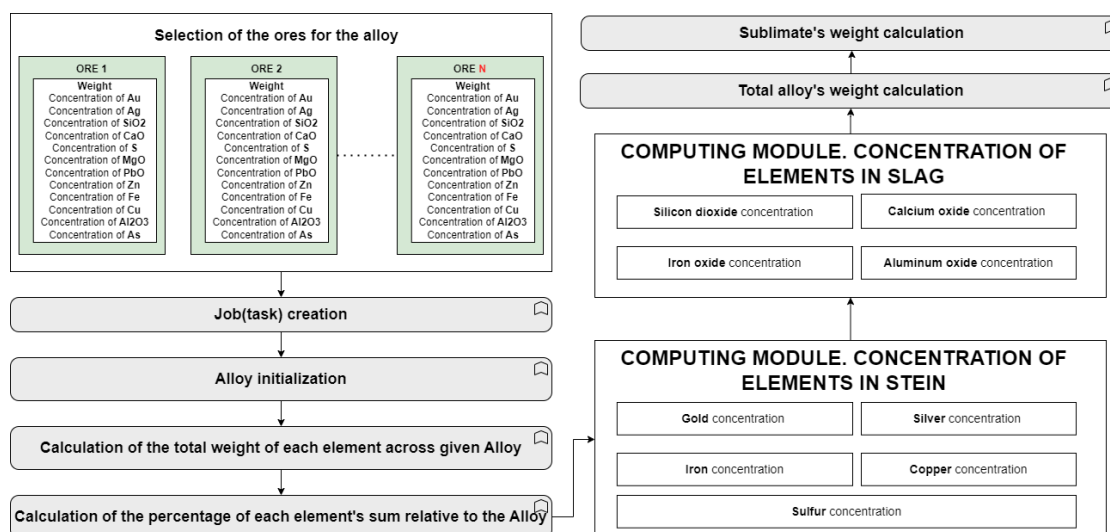 Selection of the ores for the alloy
ORE 1
Weight
Concentration of Au
Concentration of Ag
Concentration of SiO2
Concentration of CaO
Concentration of S
Concentration of MgO
Concentration of PbO
Concentration of Zn
Concentration of Fe
Concentration of Cu
Concentration of Al2O3
Concentration of As
ORE 2
Weight
Concentration of Au
Concentration of Ag
Concentration of SiO2
Concentration of CaO
Concentration of S
Concentration of MgO
Concentration of PbO
Concentration of Zn
Concentration of Fe
Concentration of Cu
Concentration of Al2O3
Concentration of As
ORE N
Weight
Concentration of Au
Concentration of Ag
Concentration of SiO2
Concentration of CaO
Concentration of S
Concentration of MgO
Concentration of PbO
Concentration of Zn
Concentration of Fe
Concentration of Cu
Concentration of Al2O3
Concentration of As
Job(task) creation
Alloy initialization
Calculation of the total weight of each element across given Alloy
Calculation of the percentage of each element's sum relative to the Alloy
Sublimate's weight calculation
Total alloy's weight calculation
COMPUTING MODULE. CONCENTRATION OF
ELEMENTS IN SLAG
Silicon dioxide concentration
Calcium oxide concentration
Iron oxide concentration
Aluminum oxide concentration
COMPUTING MODULE. CONCENTRATION OF
ELEMENTS IN STEIN
Gold concentration
Silver concentration
Iron concentration
Copper concentration
Sulfur concentration